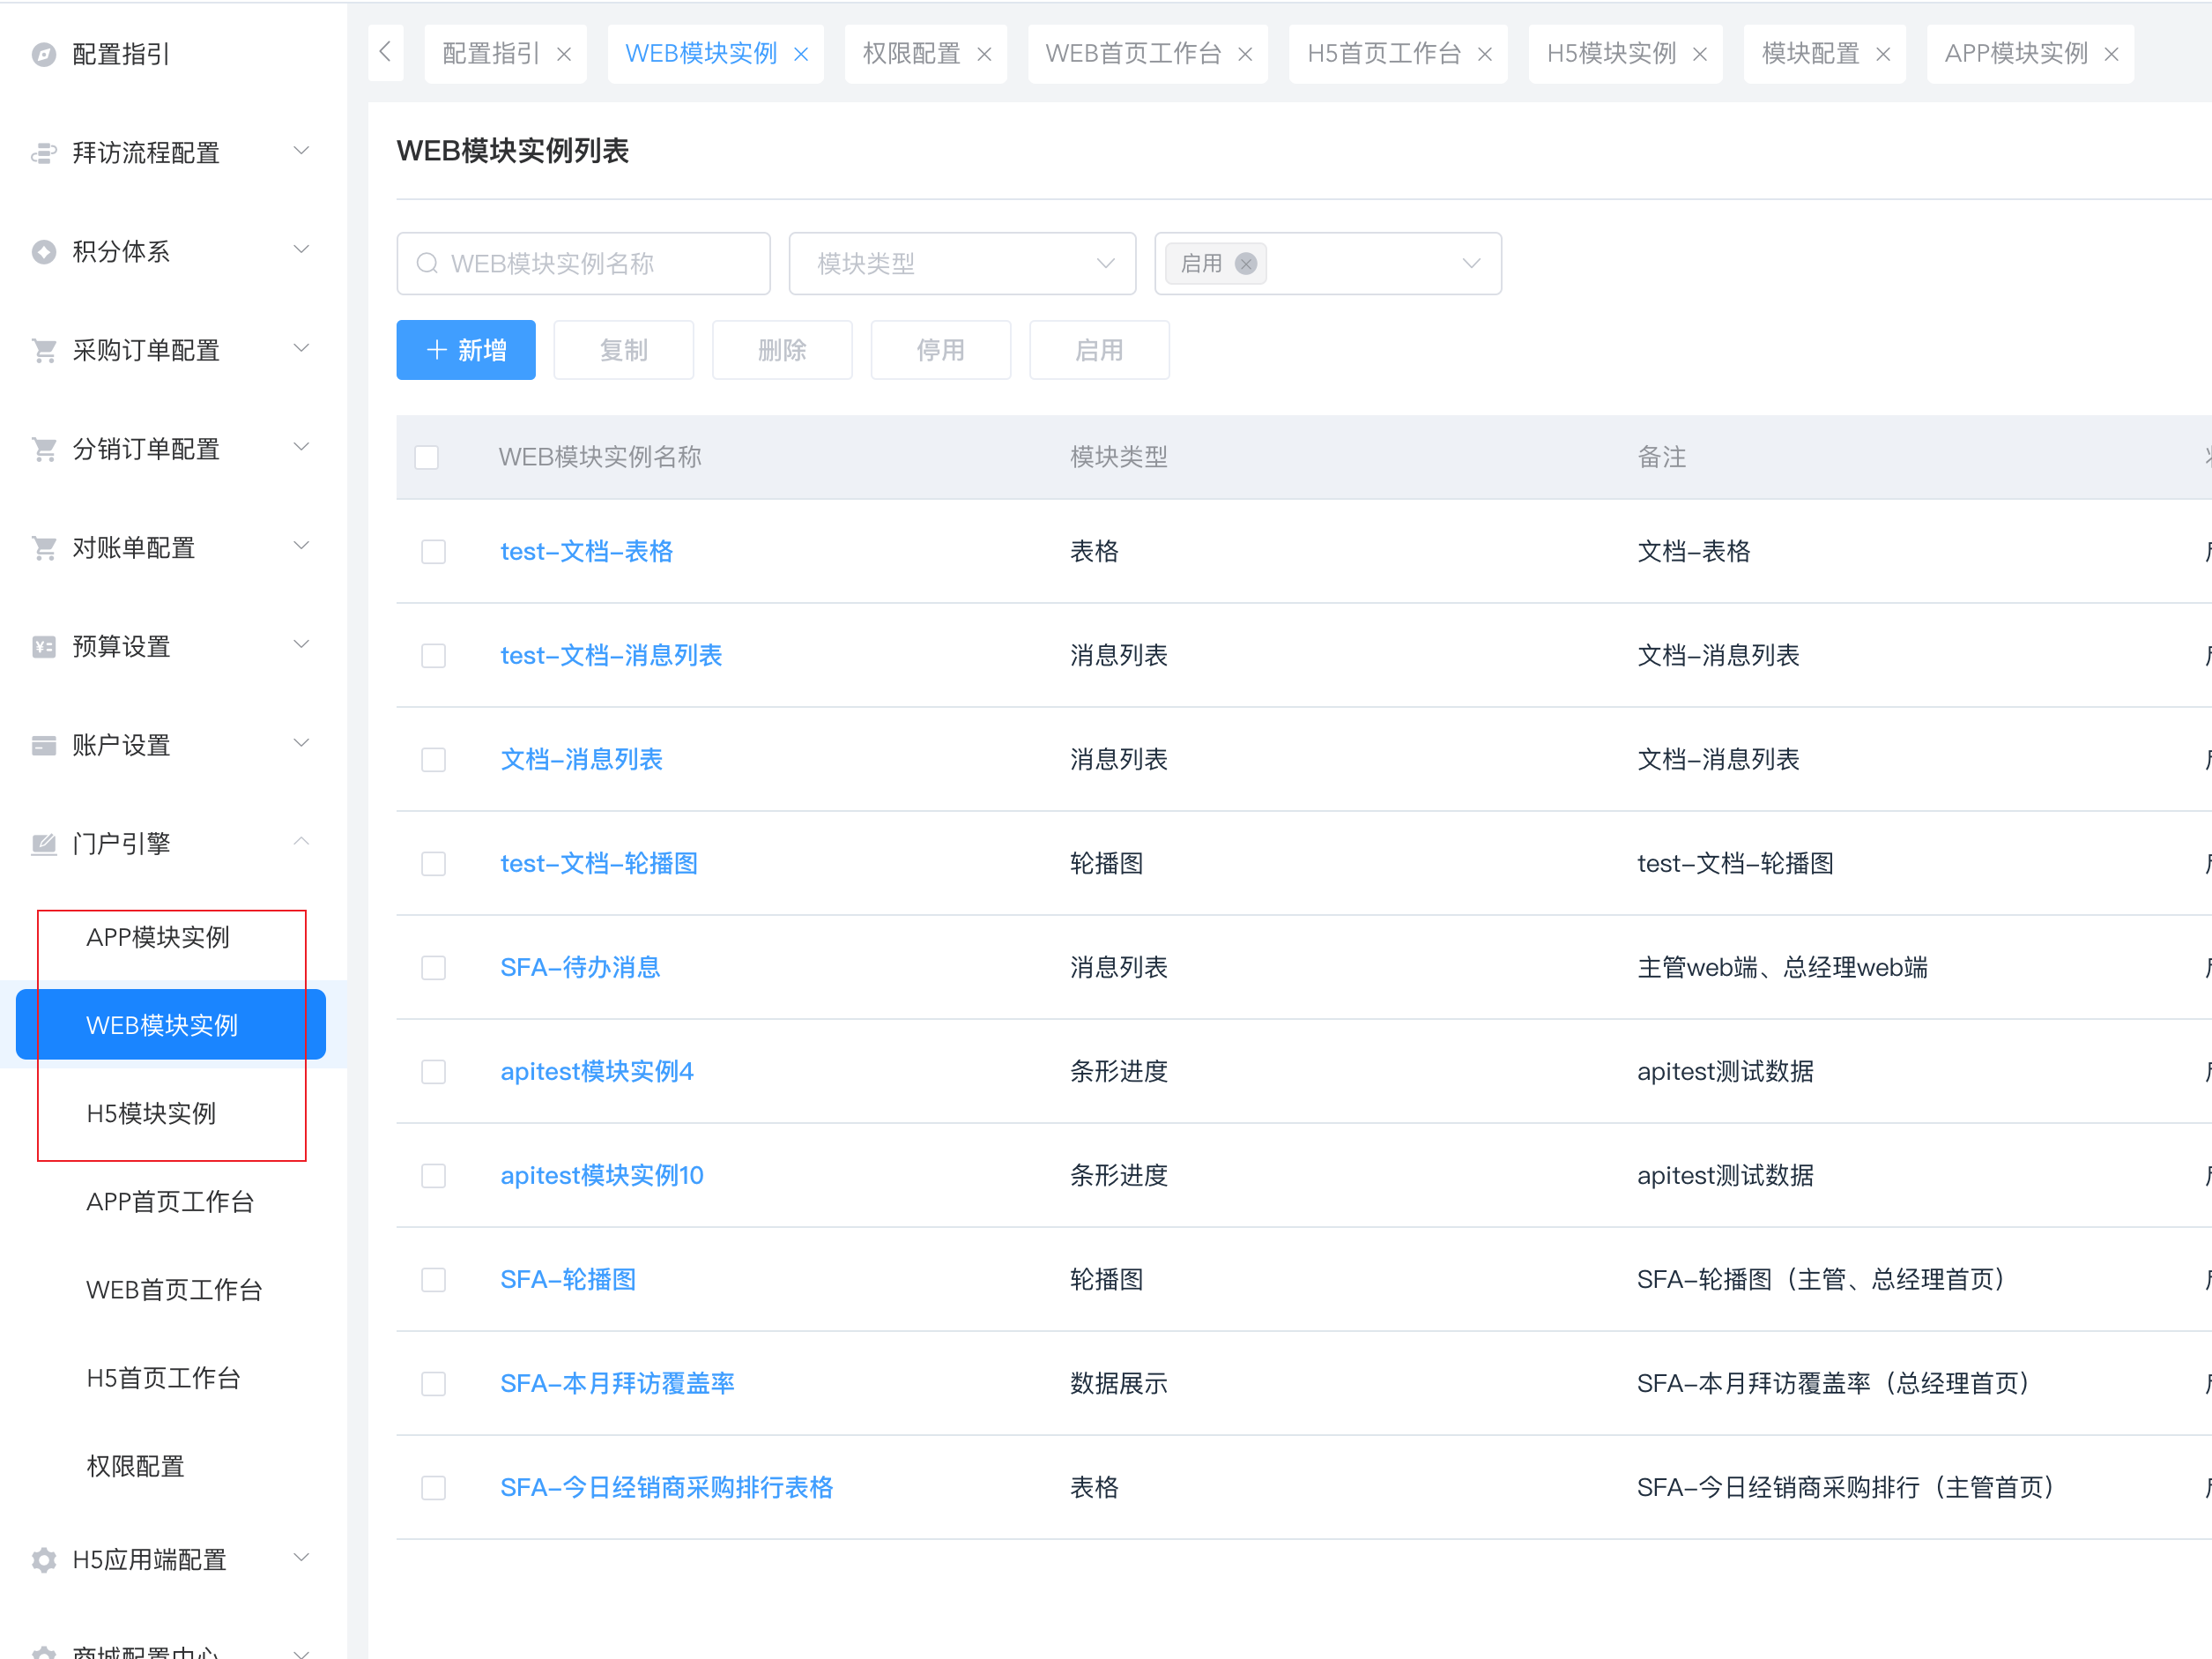 配置指引
拜访流程配置
积分体系
采购订单配置
分销订单配置
对账单配置
预算设置
账户设置
门户引擎
APP模块实例
WEB模块实例
H5模块实例
APP首页工作台
WEB首页工作台
H5首页工作台
权限配置
H5应用端配置
商城配置中心
配置指引 WEB模块实例 权限配置 WEB首页工作台 H5首页工作台 H5模块实例 模块配置 APP模块实例
WEB模块实例列表
WEB模块实例名称 模块类型 启用
新增 复制 删除 停用 启用
WEB模块实例名称 模块类型 备注
test-文档-表格 表格 文档-表格
test-文档-消息列表 消息列表 文档-消息列表
文档-消息列表 消息列表 文档-消息列表
test-文档-轮播图 轮播图 test-文档-轮播图
SFA-待办消息 消息列表 主管web端、总经理web端
apitest模块实例4 条形进度 apitest测试数据
apitest模块实例10 条形进度 apitest测试数据
SFA-轮播图 轮播图 SFA-轮播图（主管、总经理首页）
SFA-本月拜访覆盖率 数据展示 SFA-本月拜访覆盖率（总经理首页）
SFA-今日经销商采购排行表格 表格 SFA-今日经销商采购排行（主管首页）